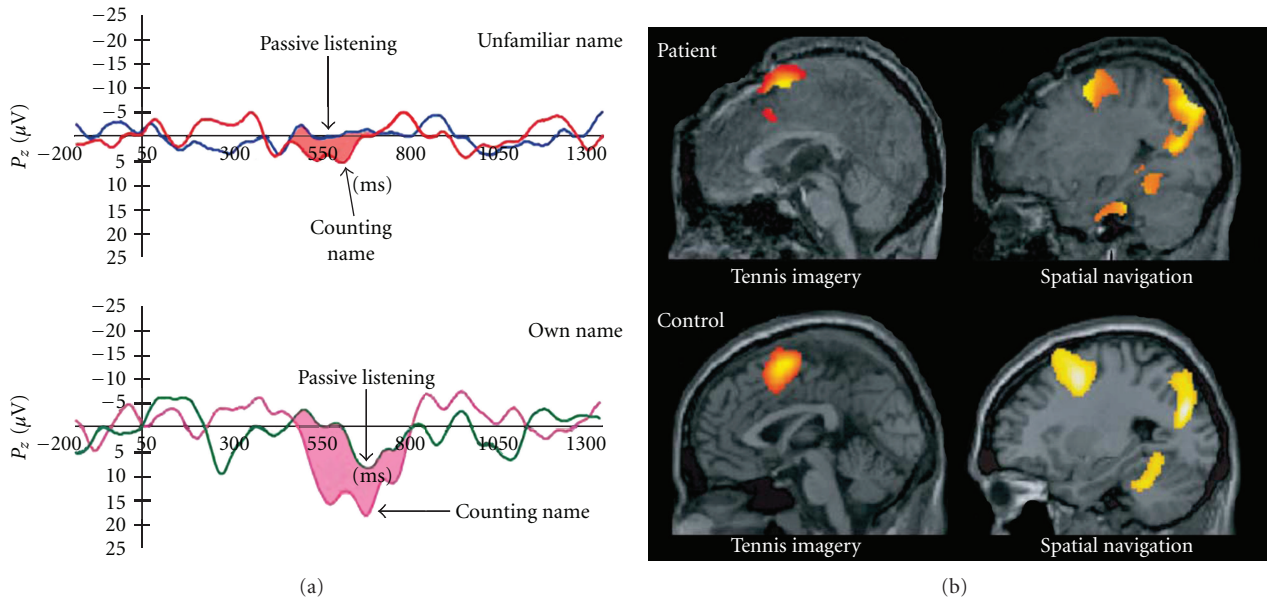 −25
−20
−15
−10
−5
5
10
15
20
25
P_z (µV)
−200 50 300 550 800 1050 1300
(ms)
Passive listening
Unfamiliar name
Counting
name
−25
−20
−15
−10
−5
5
10
15
20
25
P_z (µV)
−200 50 300 550 800 1050 1300
(ms)
Own name
Passive listening
Counting name
(a)
Patient
Tennis imagery Spatial navigation
Control
Tennis imagery Spatial navigation
(b)